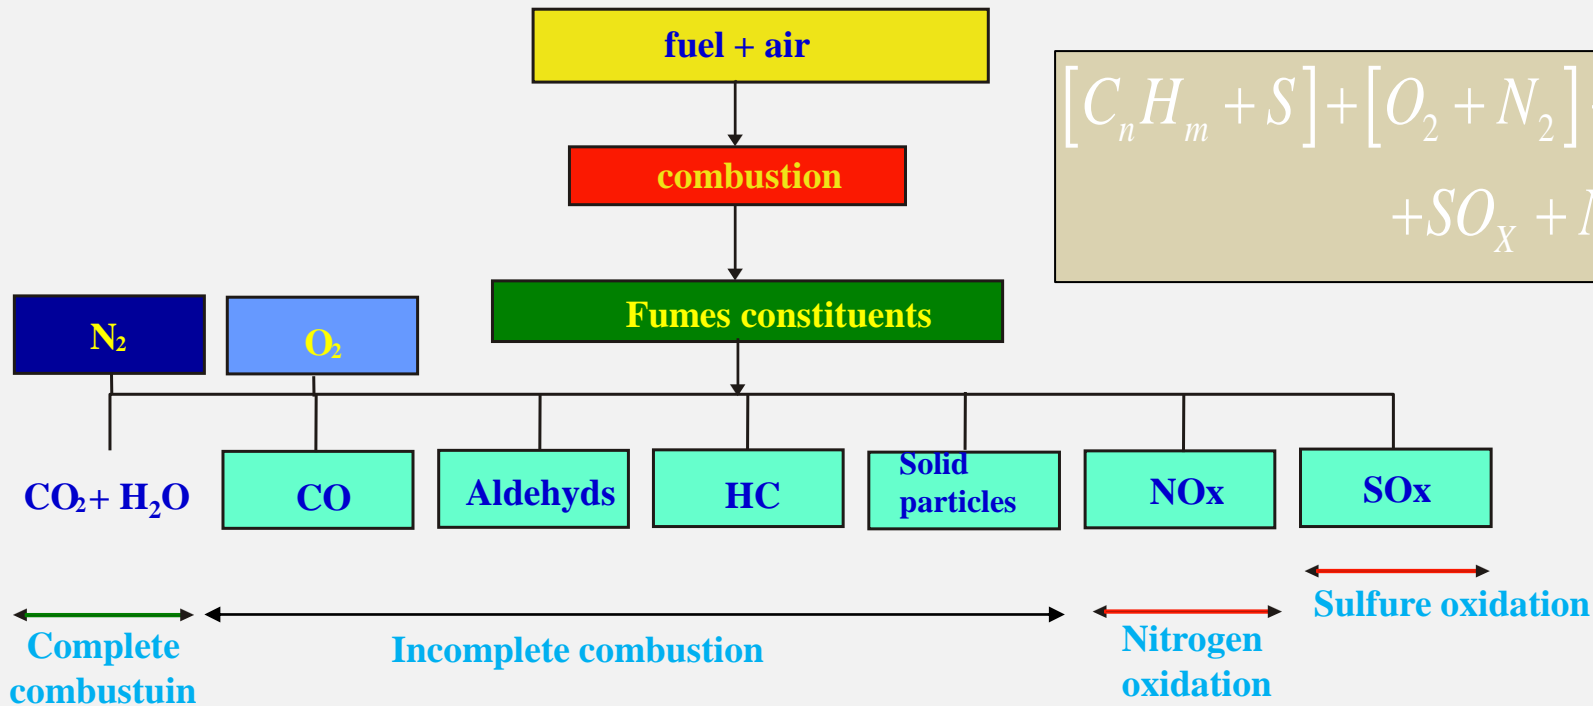 fuel + air
[CₙHₘ + S] + [O₂ + N₂]
+SO_X +
combustion
Fumes constituents
N₂
O₂
CO₂ + H₂O
CO
Aldehyds
HC
Solid
particles
NOx
SOx
Complete
combustuin
Incomplete combustion
Nitrogen
oxidation
Sulfure oxidation